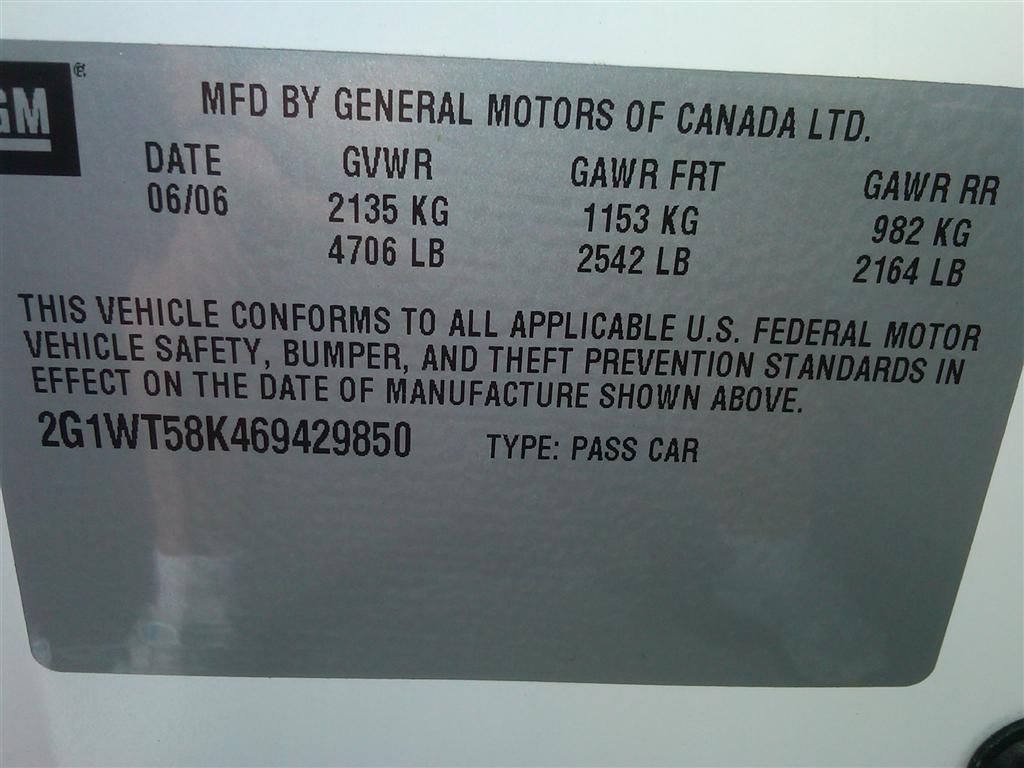 GM
MFD BY GENERAL MOTORS OF CANADA LTD.
DATE GVWR GAWR FRT GAWR RR
06/06 2135 KG 1153 KG 982 KG
4706 LB 2542 LB 2164 LB
THIS VEHICLE CONFORMS TO ALL APPLICABLE U.S. FEDERAL MOTOR
VEHICLE SAFETY, BUMPER, AND THEFT PREVENTION STANDARDS IN
EFFECT ON THE DATE OF MANUFACTURE SHOWN ABOVE.
2G1WT58K469429850 TYPE: PASS CAR